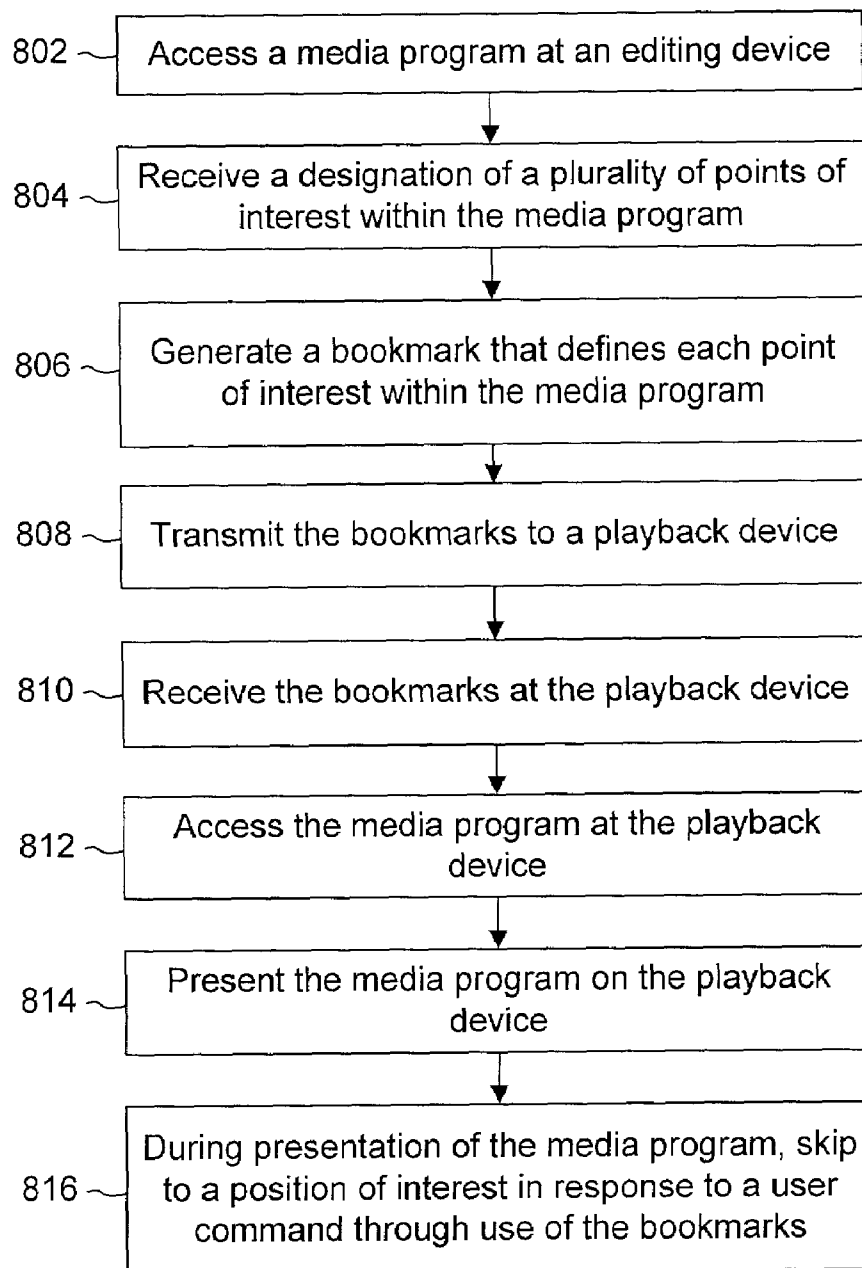 802
Access a media program at an editing device
804
Receive a designation of a plurality of points of
interest within the media program
806
Generate a bookmark that defines each point
of interest within the media program
808
Transmit the bookmarks to a playback device
810
Receive the bookmarks at the playback device
812
Access the media program at the playback
device
814
Present the media program on the playback
device
816
During presentation of the media program, skip
to a position of interest in response to a user
command through use of the bookmarks